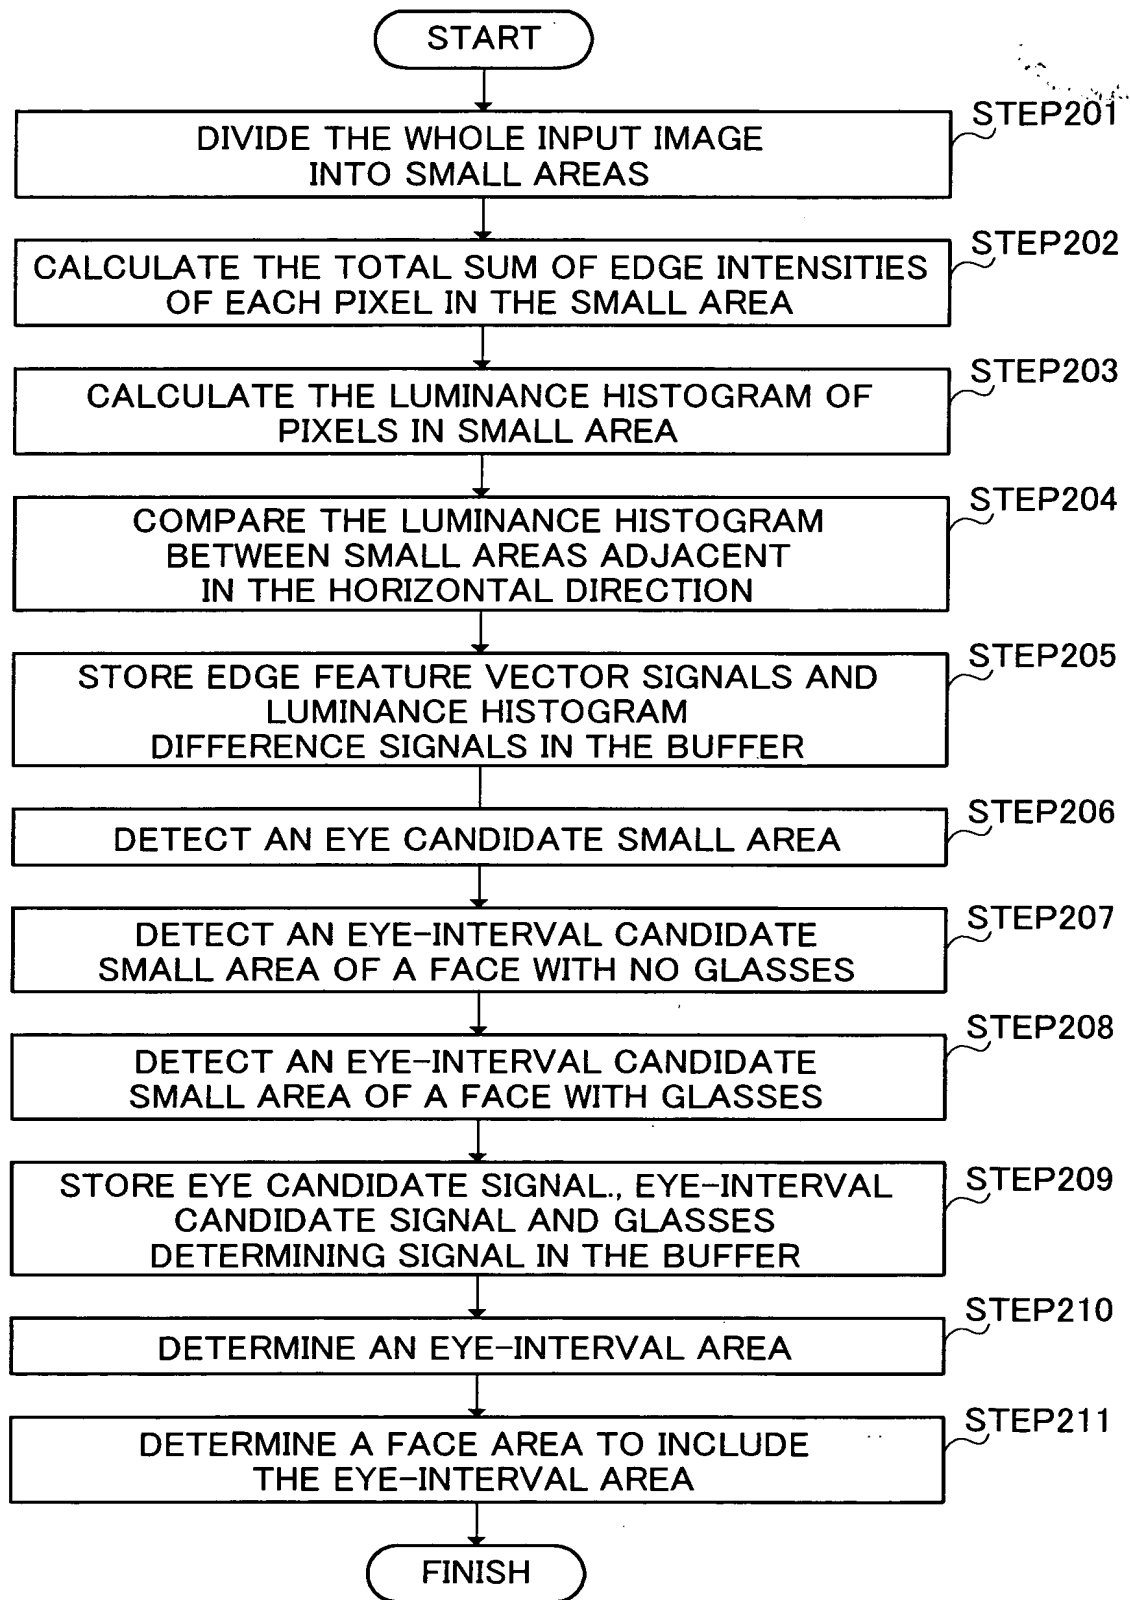 START
STEP201
DIVIDE THE WHOLE INPUT IMAGE
INTO SMALL AREAS
STEP202
CALCULATE THE TOTAL SUM OF EDGE INTENSITIES
OF EACH PIXEL IN THE SMALL AREA
STEP203
CALCULATE THE LUMINANCE HISTOGRAM OF
PIXELS IN SMALL AREA
STEP204
COMPARE THE LUMINANCE HISTOGRAM
BETWEEN SMALL AREAS ADJACENT
IN THE HORIZONTAL DIRECTION
STEP205
STORE EDGE FEATURE VECTOR SIGNALS AND
LUMINANCE HISTOGRAM
DIFFERENCE SIGNALS IN THE BUFFER
STEP206
DETECT AN EYE CANDIDATE SMALL AREA
STEP207
DETECT AN EYE-INTERVAL CANDIDATE
SMALL AREA OF A FACE WITH NO GLASSES
STEP208
DETECT AN EYE-INTERVAL CANDIDATE
SMALL AREA OF A FACE WITH GLASSES
STEP209
STORE EYE CANDIDATE SIGNAL., EYE-INTERVAL
CANDIDATE SIGNAL AND GLASSES
DETERMINING SIGNAL IN THE BUFFER
STEP210
DETERMINE AN EYE-INTERVAL AREA
STEP211
DETERMINE A FACE AREA TO INCLUDE
THE EYE-INTERVAL AREA
FINISH